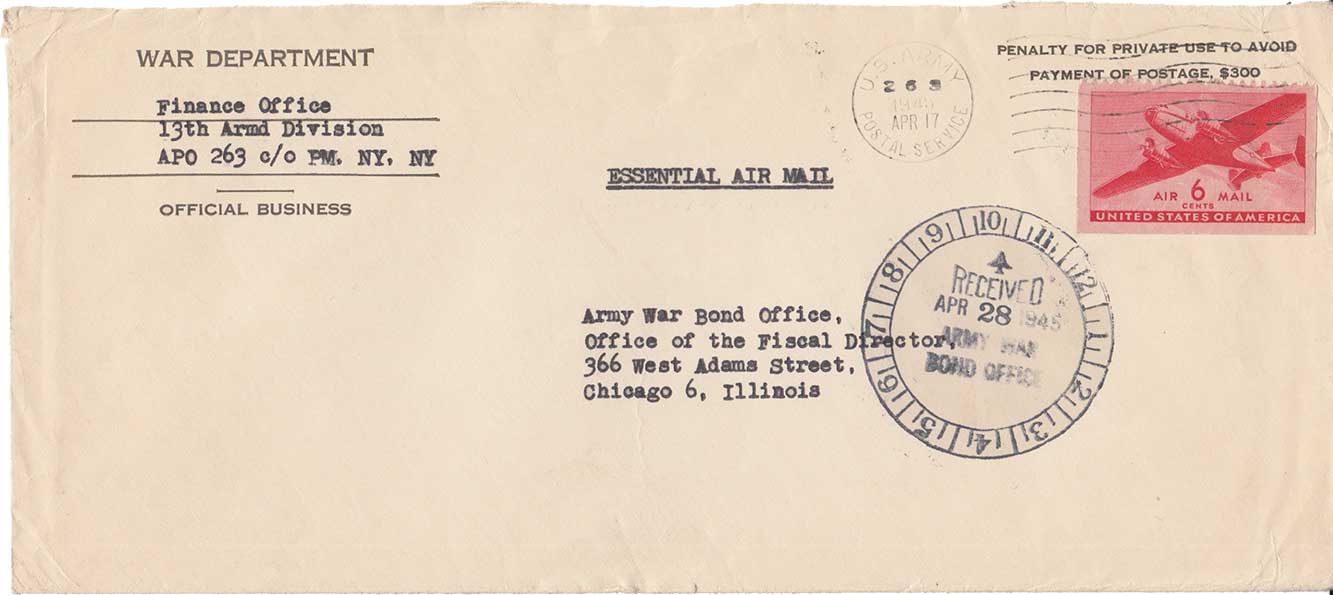 WAR DEPARTMENT
Finance Office
13th Armd Division
APO 263 c/o PM. NY. NY
OFFICIAL BUSINESS
U.S. ARMY
263
1945
APR 17
POSTAL SERVICE
PENALTY FOR PRIVATE USE TO AVOID
PAYMENT OF POSTAGE, $300
AIR 6 MAIL
CENTS
UNITED STATES OF AMERICA
ESSENTIAL AIR MAIL
Army War Bond Office,
Office of the Fiscal Director,
366 West Adams Street,
Chicago 6, Illinois
10 11 12 1 2 3 4 5 6 7 8 9
RECEIVED
APR 28 1945
ARMY WAR
BOND OFFICE